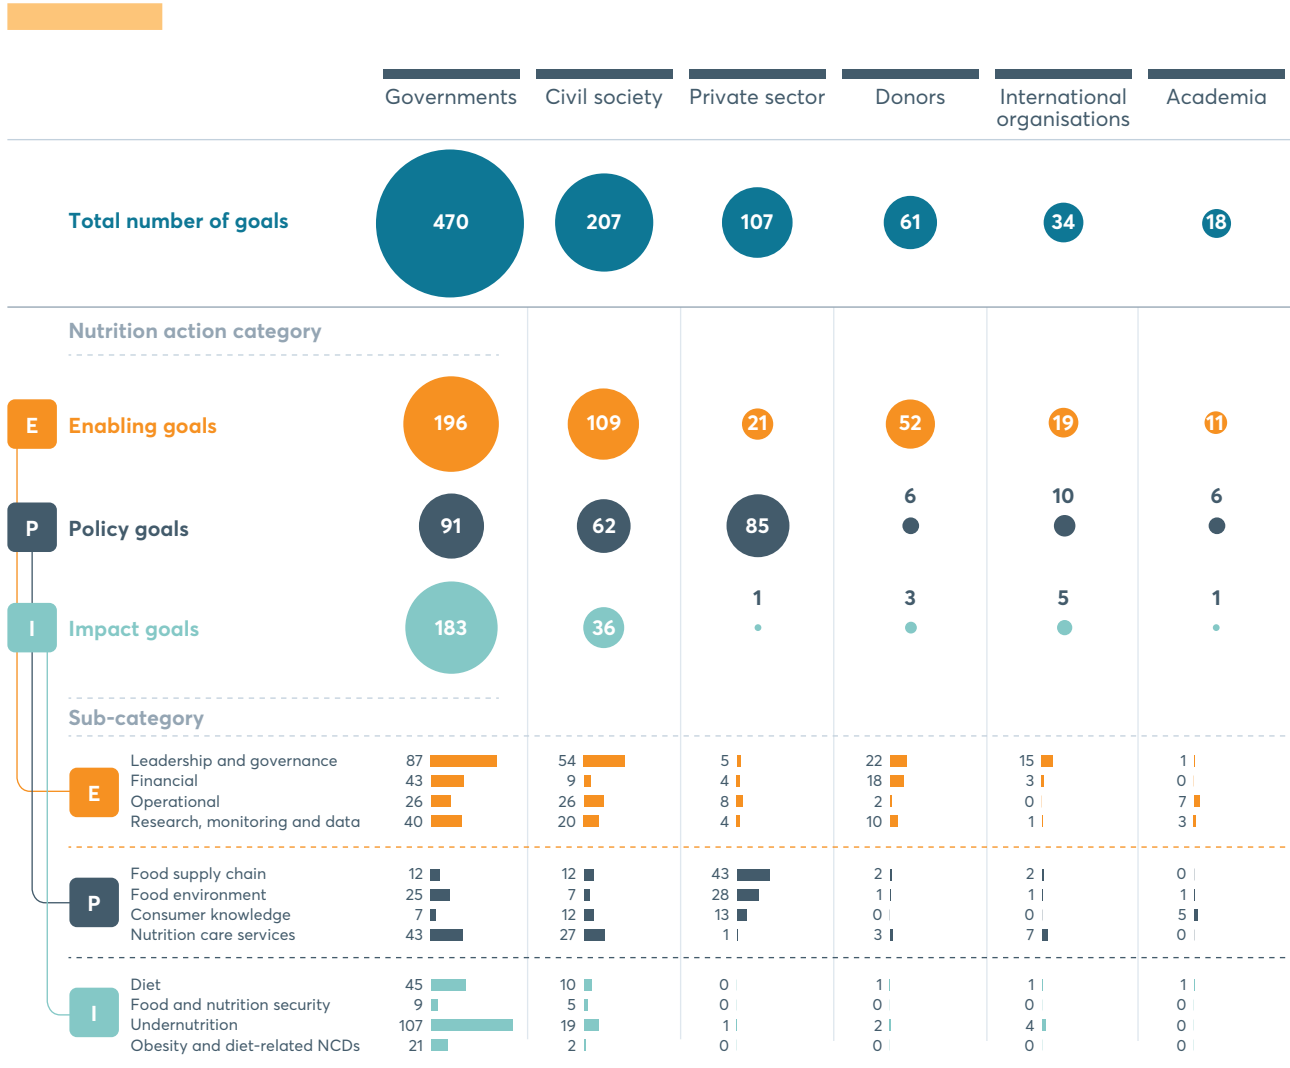 Governments Civil society Private sector Donors International organisations Academia
Total number of goals 470 207 107 61 34 18
Nutrition action category
E Enabling goals 196 109 21 52 19 11
P Policy goals 91 62 85 6 10 6
I Impact goals 183 36 1 3 5 1
Sub-category
E
Leadership and governance 87 54 5 22 15 1
Financial 43 9 4 18 3 0
Operational 26 26 8 2 0 7
Research, monitoring and data 40 20 4 10 1 3
P
Food supply chain 12 12 43 2 2 0
Food environment 25 7 28 1 1 1
Consumer knowledge 7 12 13 0 0 5
Nutrition care services 43 27 1 3 7 0
I
Diet 45 10 0 1 1 1
Food and nutrition security 9 5 0 0 0 0
Undernutrition 107 19 1 2 4 0
Obesity and diet-related NCDs 21 2 0 0 0 0